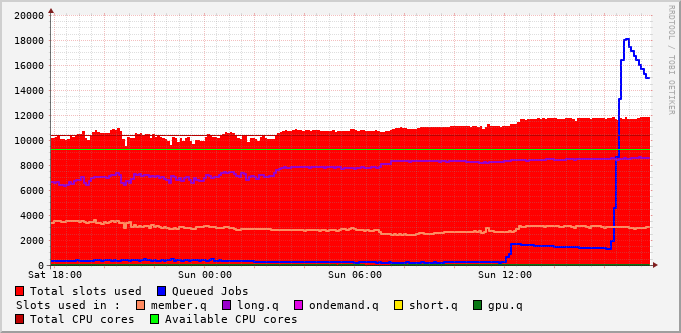 20000
18000
16000
14000
12000
10000
8000
6000
4000
2000
0
Sat 18:00 Sun 00:00 Sun 06:00 Sun 12:00
RRDTOOL / TOBI OETIKER
Total slots used Queued Jobs
Slots used in : member.q long.q ondemand.q short.q gpu.q
Total CPU cores Available CPU cores